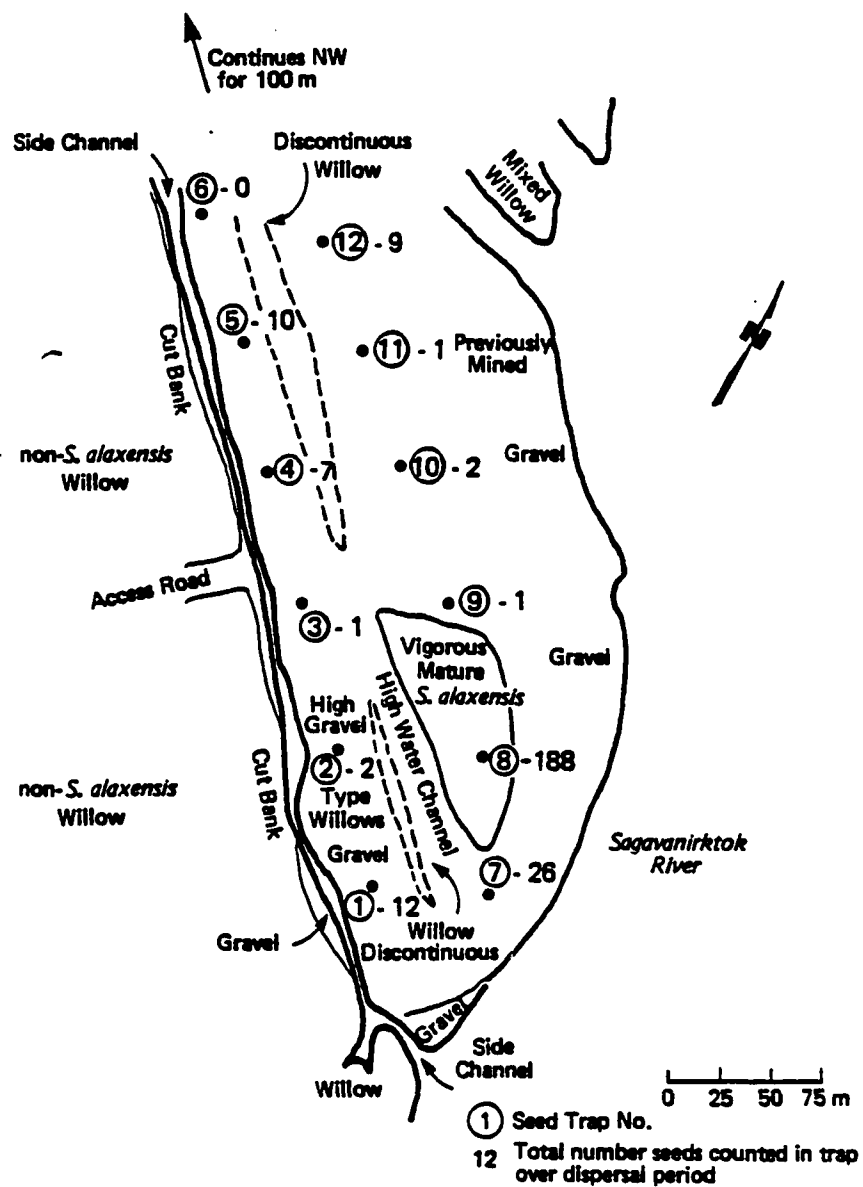 Continues NW
for 100 m
Side Channel
Discontinuous
Willow
Mixed
Willow
6 - 0
12 - 9
5 - 10
11 - 1
Previously
Mined
N
Cut Bank
non-S. alaxensis
Willow
4 - 7
10 - 2
Gravel
Access Road
3 - 1
9 - 1
Vigorous
Mature
S. alaxensis
Gravel
High
Gravel
2 - 2
Type
Willows
High Water Channel
8 - 188
Cut Bank
non-S. alaxensis
Willow
Gravel
Sagavanirktok
River
7 - 26
1 - 12
Willow
Discontinuous
Gravel
Gravel
Side
Channel
Willow
0 25 50 75 m
1 Seed Trap No.
12 Total number seeds counted in trap
over dispersal period